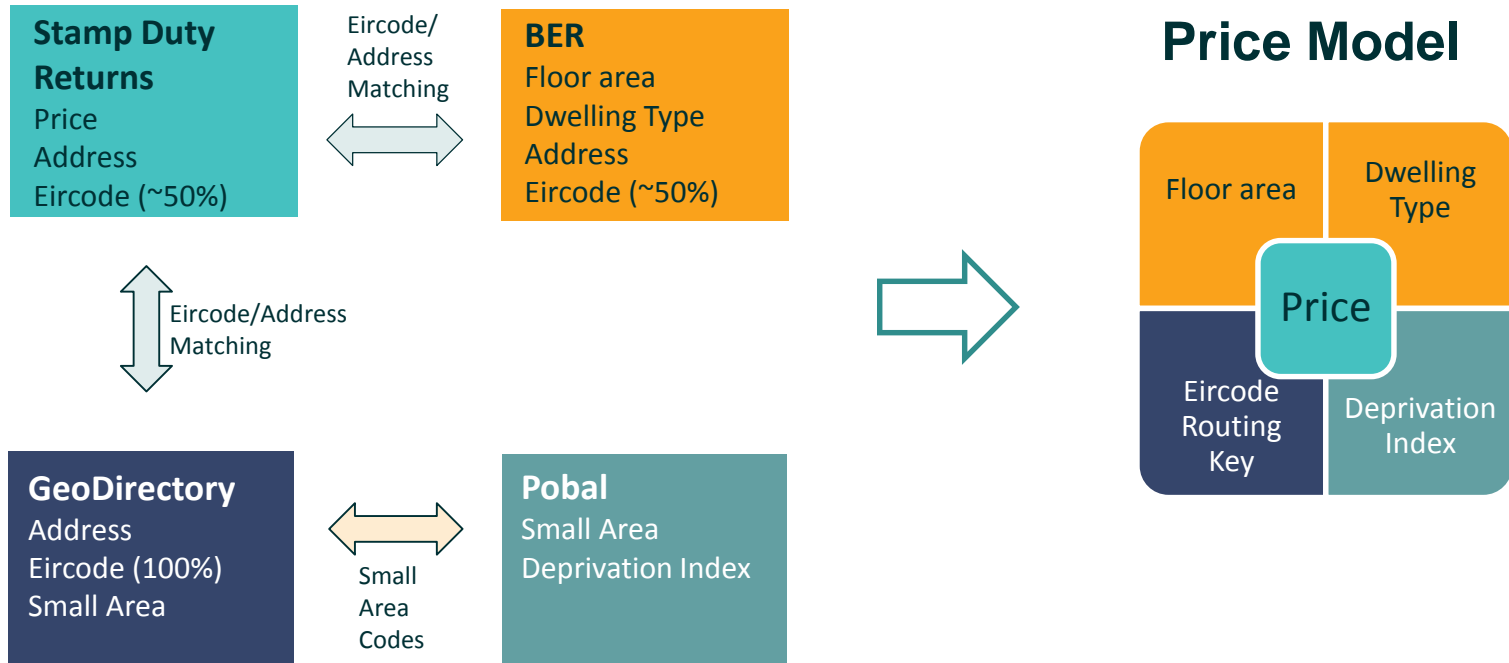 Stamp Duty
Returns
Price
Address
Eircode (~50%)
Eircode/
Address
Matching
BER
Floor area
Dwelling Type
Address
Eircode (~50%)
Eircode/Address
Matching
GeoDirectory
Address
Eircode (100%)
Small Area
Small
Area
Codes
Pobal
Small Area
Deprivation Index
Price Model
Floor area
Dwelling
Type
Price
Eircode
Routing
Key
Deprivation
Index